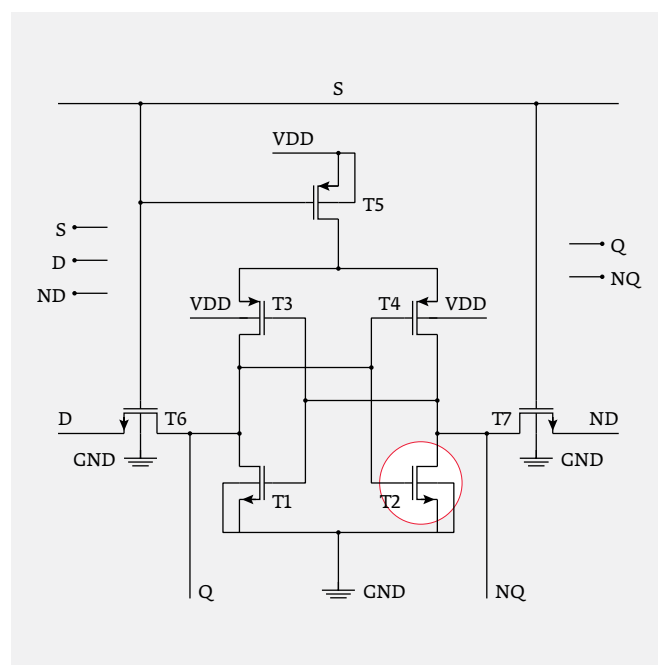 S
VDD
T5
S
D
ND
Q
NQ
VDD T3 T4 VDD
D T6 T7 ND
GND GND
T1 T2
Q GND NQ